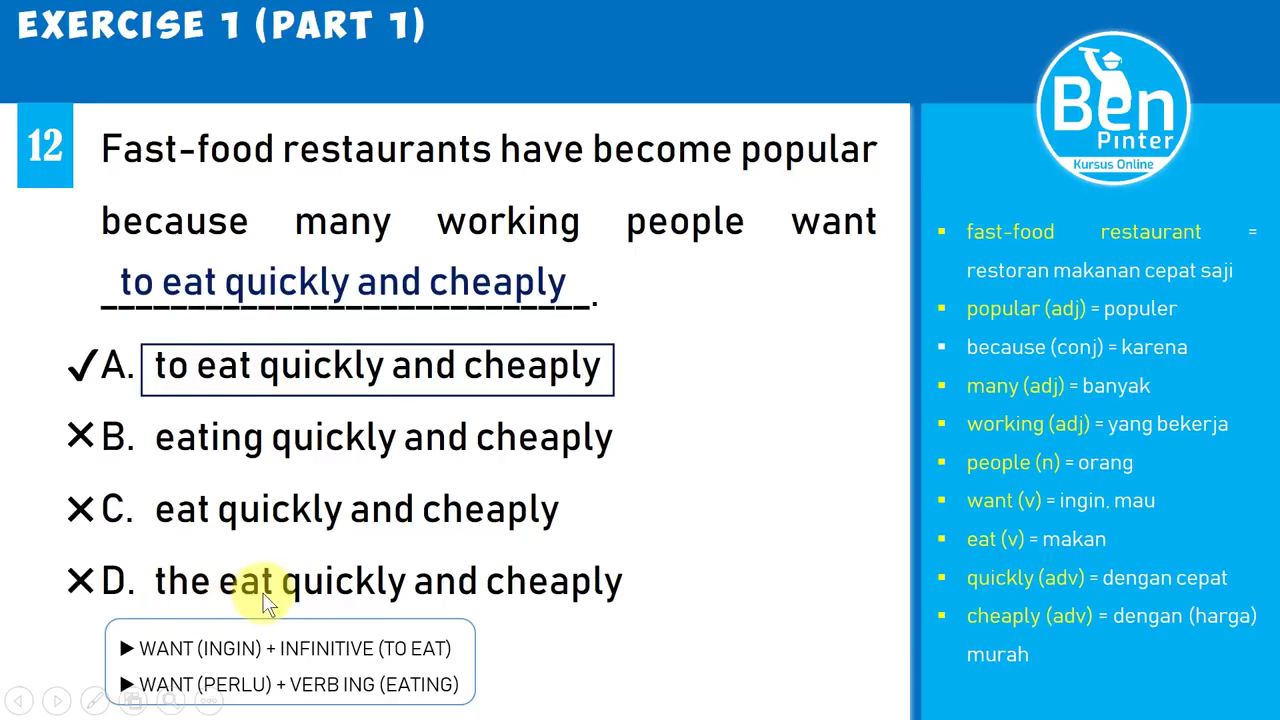 EXERCISE 1 (PART 1)
12
Fast-food restaurants have become popular
because many working people want
to eat quickly and cheaply
____________________________.
✓A. to eat quickly and cheaply
×B. eating quickly and cheaply
×C. eat quickly and cheaply
×D. the eat quickly and cheaply
▶ WANT (INGIN) + INFINITIVE (TO EAT)
▶ WANT (PERLU) + VERB ING (EATING)
Ben
Pinter
Kursus Online
▪ fast-food restaurant =
restoran makanan cepat saji
▪ popular (adj) = populer
▪ because (conj) = karena
▪ many (adj) = banyak
▪ working (adj) = yang bekerja
▪ people (n) = orang
▪ want (v) = ingin, mau
▪ eat (v) = makan
▪ quickly (adv) = dengan cepat
▪ cheaply (adv) = dengan (harga)
murah